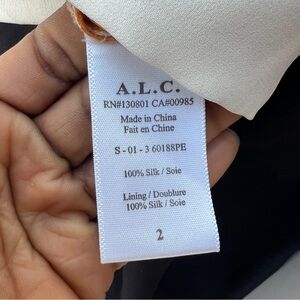 A.L.C.
RN#130801 CA#00985
Made in China
Fait en Chine
S - 01 - 3 60188PE
100% Silk / Soie
Lining / Doublure
100% Silk / Soie
2